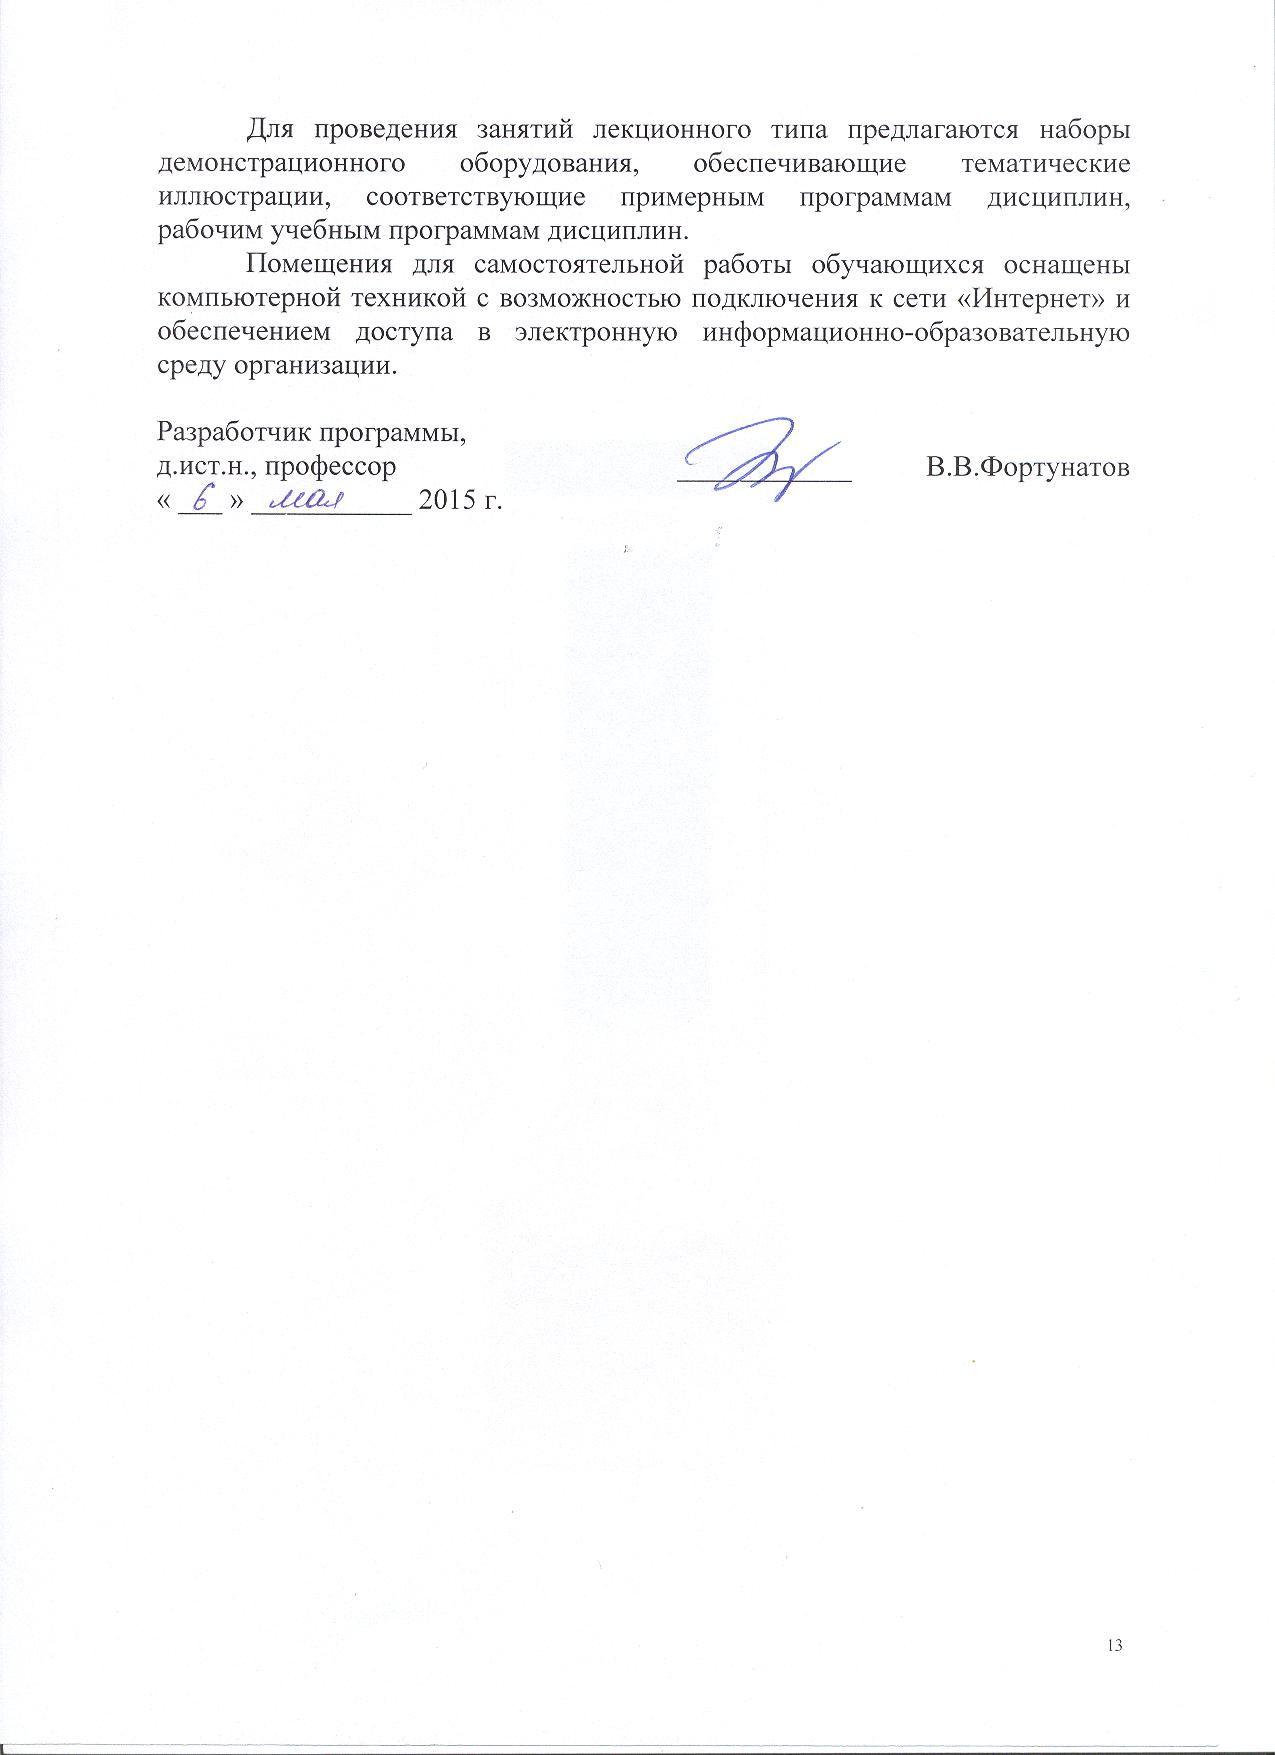 Для проведения занятий лекционного типа предлагаются наборы
демонстрационного оборудования, обеспечивающие тематические
иллюстрации, соответствующие примерным программам дисциплин,
рабочим учебным программам дисциплин.
Помещения для самостоятельной работы обучающихся оснащены
компьютерной техникой с возможностью подключения к сети «Интернет» и
обеспечением доступа в электронную информационно-образовательную
среду организации.
Разработчик программы,
д.ист.н., профессор ____________ В.В.Фортунатов
« 6 » мая 2015 г.
13